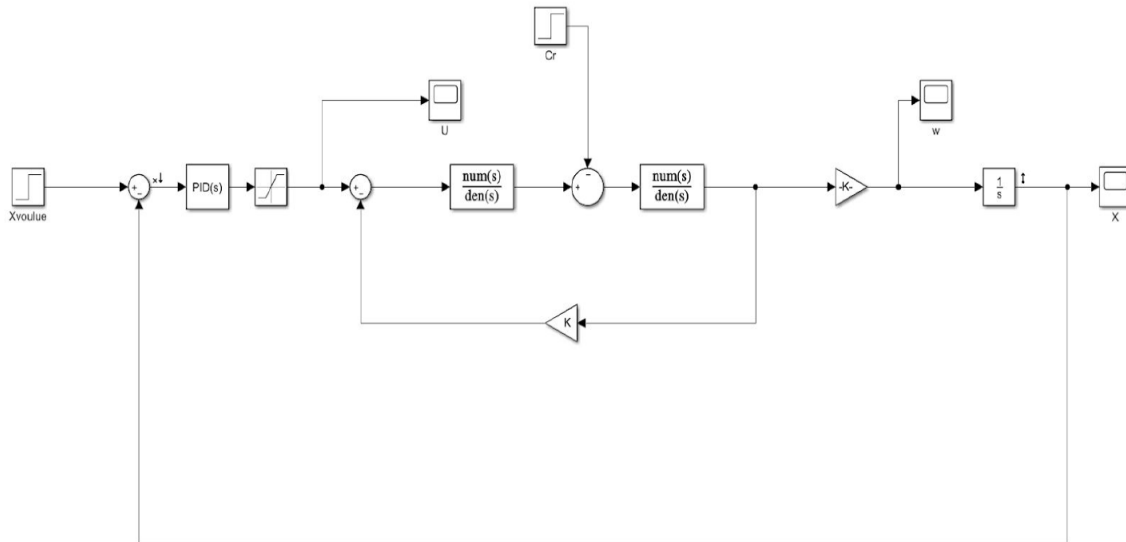 Cr
U
w
Xvoulue
+
−
PID(s)
+
−
num(s)
den(s)
−
+
num(s)
den(s)
-K-
1
s
X
K